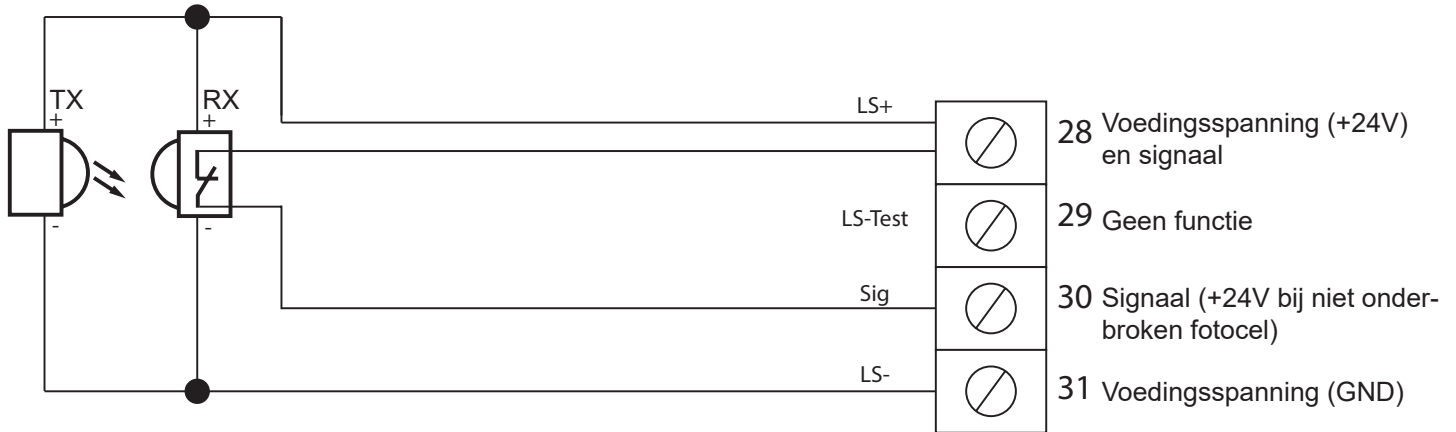 TX
+
-
RX
+
-
LS+
28 Voedingsspanning (+24V)
en signaal
LS-Test
29 Geen functie
Sig
30 Signaal (+24V bij niet onder-
broken fotocel)
LS-
31 Voedingsspanning (GND)